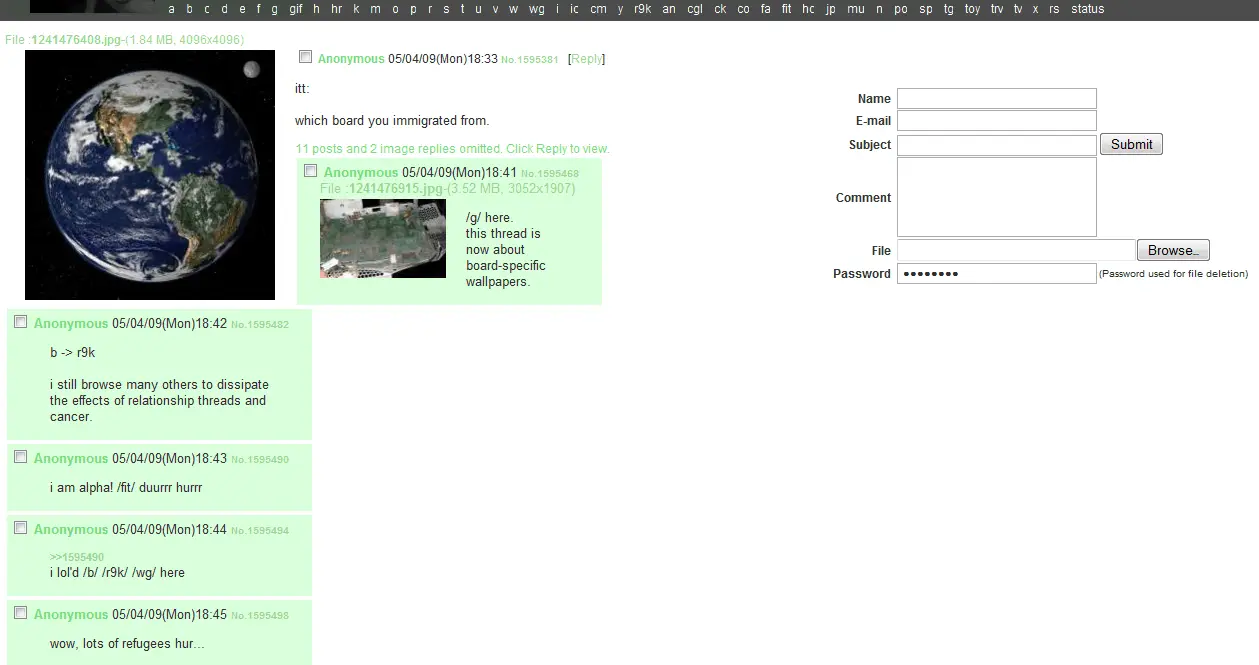 a b c d e f g gif h hr k m o p r s t u v w wg i ic cm y r9k an cgl ck co fa fit hc jp mu n po sp tg toy trv tv x rs status
File :1241476408.jpg-(1.84 MB, 4096x4096)
Anonymous 05/04/09(Mon)18:33 No.1595381 [Reply]
itt:
which board you immigrated from.
11 posts and 2 image replies omitted. Click Reply to view.
Anonymous 05/04/09(Mon)18:41 No.1595468
File :1241476915.jpg-(3.52 MB, 3052x1907)
/g/ here.
this thread is
now about
board-specific
wallpapers.
Anonymous 05/04/09(Mon)18:42 No.1595482
b -> r9k
i still browse many others to dissipate
the effects of relationship threads and
cancer.
Anonymous 05/04/09(Mon)18:43 No.1595490
i am alpha! /fit/ duurrr hurrr
Anonymous 05/04/09(Mon)18:44 No.1595494
>>1595490
i lol'd /b/ /r9k/ /wg/ here
Anonymous 05/04/09(Mon)18:45 No.1595498
wow, lots of refugees hur...
Name
E-mail
Subject Submit
Comment
File Browse...
Password •••••••• (Password used for file deletion)